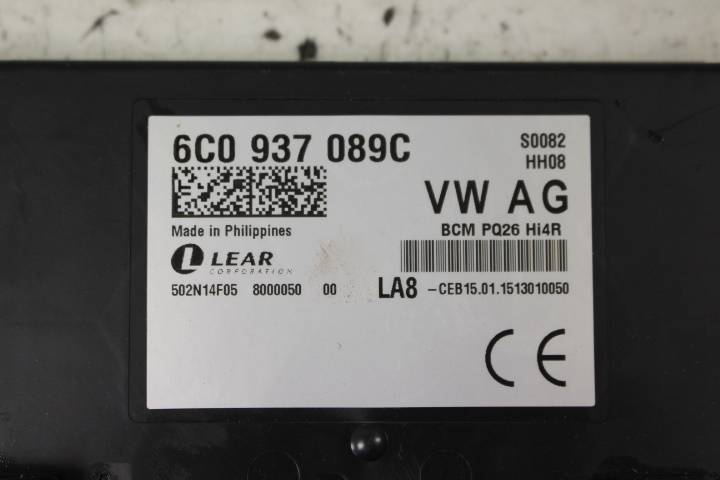 6C0 937 089C
S0082
HH08
VW AG
BCM PQ26 Hi4R
Made in Philippines
LEAR
CORPORATION
502N14F05 8000050 00
LA8 -CEB15.01.1513010050
CE